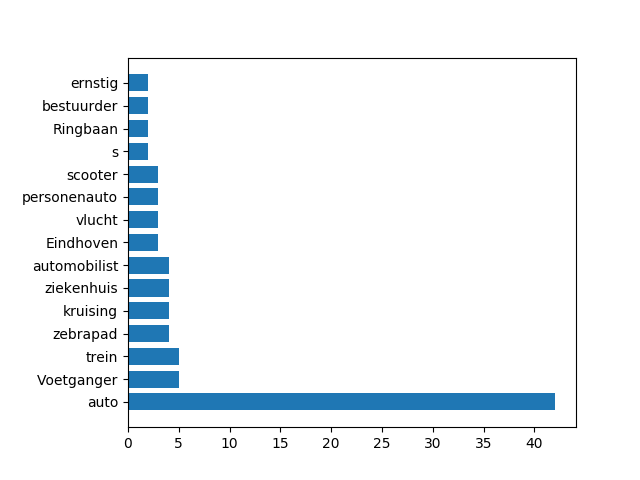 ernstig
bestuurder
Ringbaan
s
scooter
personenauto
vlucht
Eindhoven
automobilist
ziekenhuis
kruising
zebrapad
trein
Voetganger
auto
0 5 10 15 20 25 30 35 40